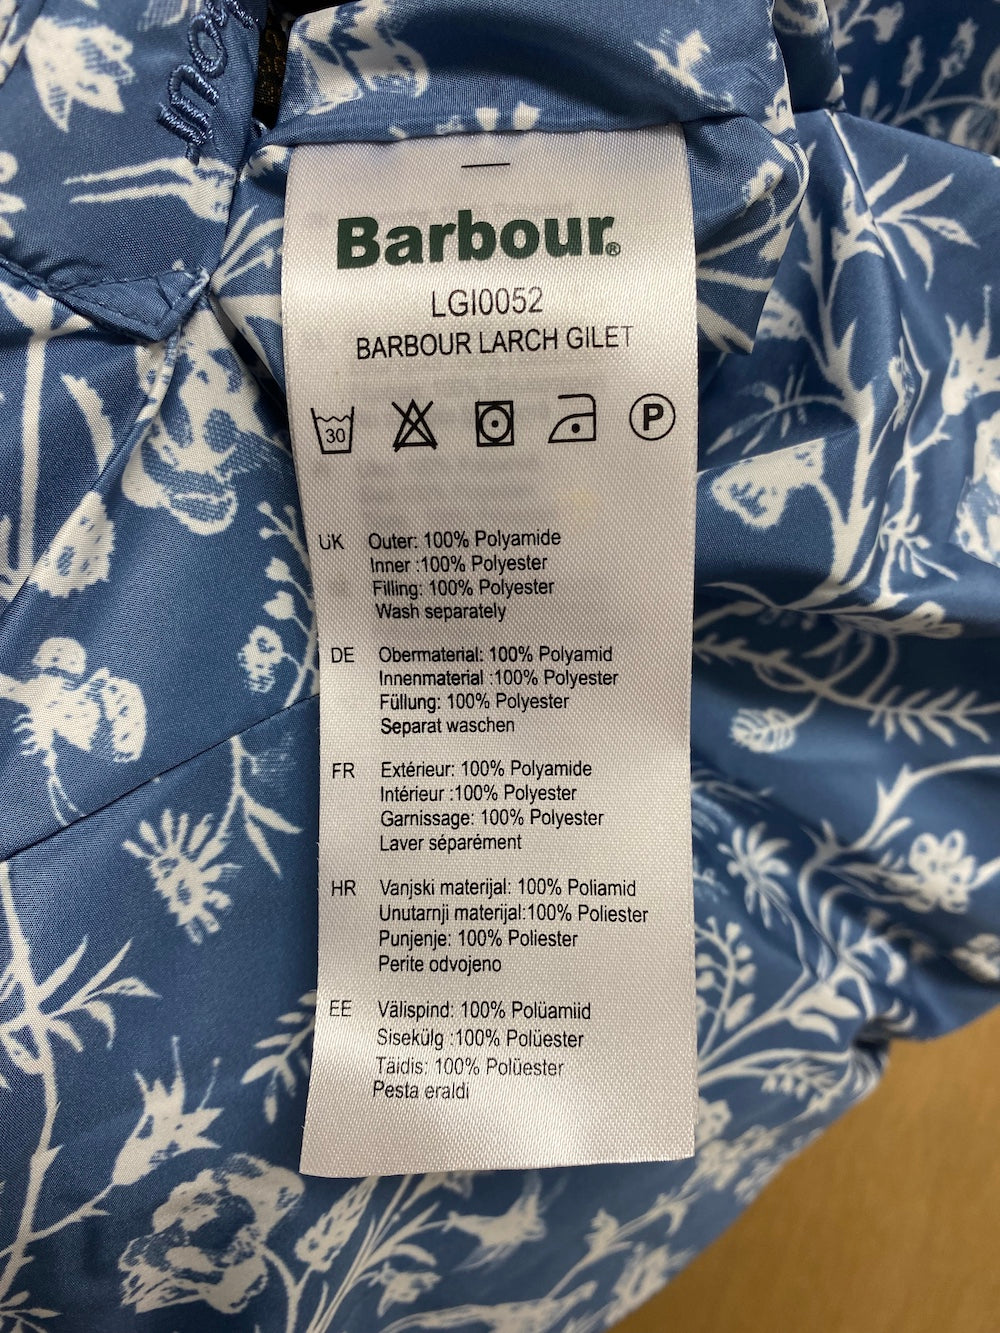 Barbour®
LGI0052
BARBOUR LARCH GILET
30
P
UK Outer: 100% Polyamide
Inner :100% Polyester
Filling: 100% Polyester
Wash separately
DE Obermaterial: 100% Polyamid
Innenmaterial :100% Polyester
Füllung: 100% Polyester
Separat waschen
FR Extérieur: 100% Polyamide
Intérieur :100% Polyester
Garnissage: 100% Polyester
Laver séparément
HR Vanjski materijal: 100% Poliamid
Unutarnji materijal:100% Poliester
Punjenje: 100% Poliester
Perite odvojeno
EE Välispind: 100% Polüamiid
Sisekülg :100% Polüester
Täidis: 100% Polüester
Pesta eraldi